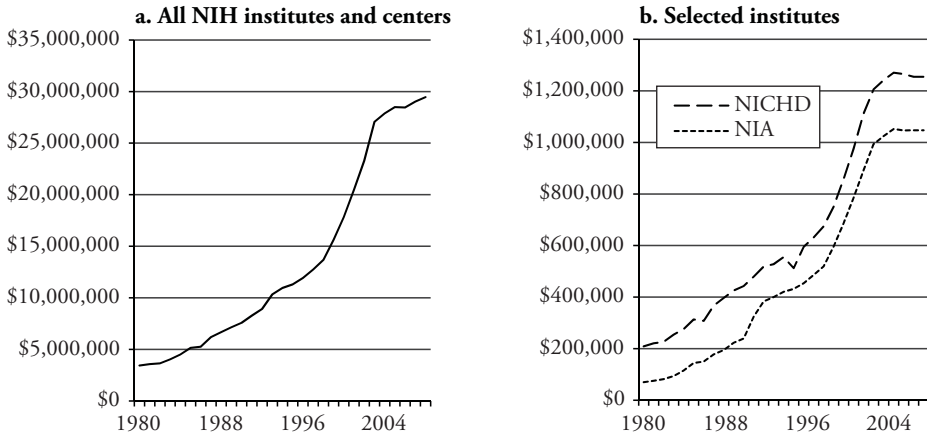 a. All NIH institutes and centers
$35,000,000
$30,000,000
$25,000,000
$20,000,000
$15,000,000
$10,000,000
$5,000,000
$0
1980 1988 1996 2004
b. Selected institutes
$1,400,000
$1,200,000
$1,000,000
$800,000
$600,000
$400,000
$200,000
$0
NICHD
NIA
1980 1988 1996 2004